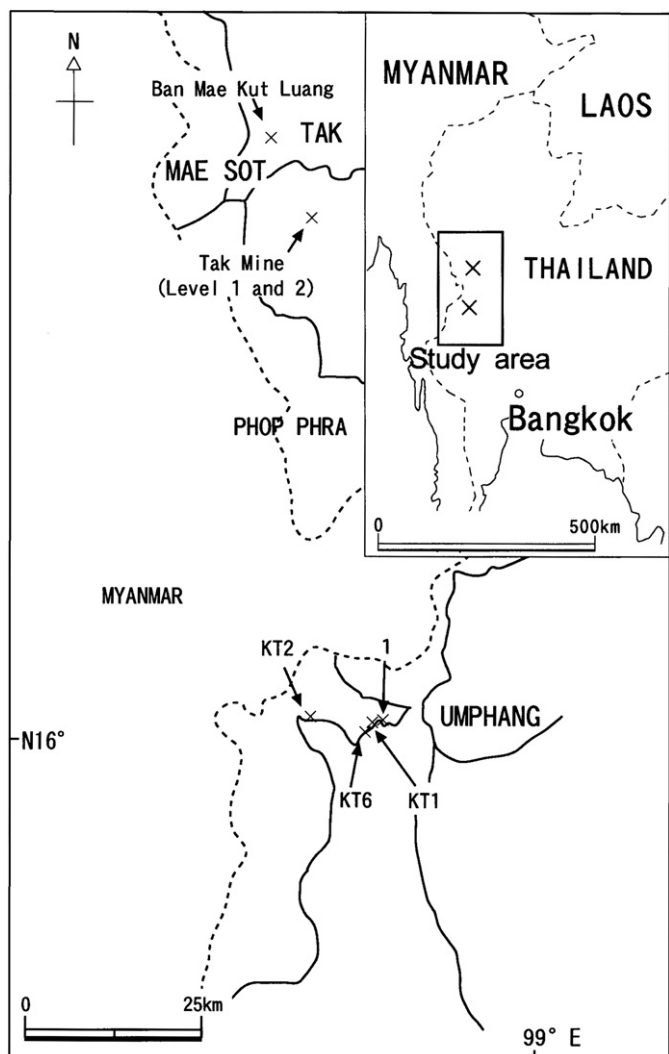 N
Ban Mae Kut Luang
TAK
MAE SOT
Tak Mine
(Level 1 and 2)
PHOP PHRA
MYANMAR
KT2
1
UMPHANG
N16°
KT6
KT1
0
25km
99° E
MYANMAR
LAOS
THAILAND
Study area
Bangkok
0
500km